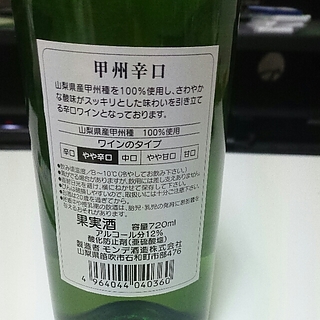 甲州辛口
山梨県産甲州種を100%使用し、さわやか
な酸味がスッキリとした味わいを引き立て
る辛口ワインとなっております。
山梨県産甲州種 100%使用
ワインのタイプ
辛口 やや辛口 中口 やや甘口 甘口
果実酒 容量720ml
アルコール分12%
酸化防止剤(亜硫酸塩)
製造者 モンデ酒造株式会社
山梨県笛吹市石和町市部476
4964044040360